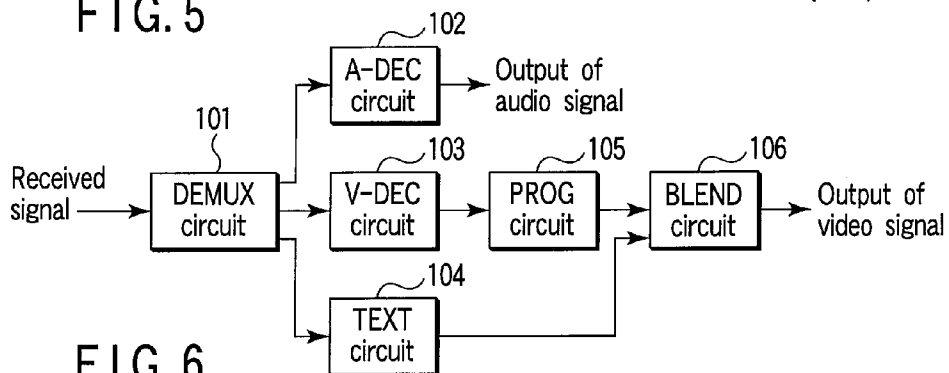 FIG. 5
102
A-DEC
circuit
Output of
audio signal
101
103
105
106
Received
signal
DEMUX
circuit
V-DEC
circuit
PROG
circuit
BLEND
circuit
Output of
video signal
104
TEXT
circuit
FIG. 6